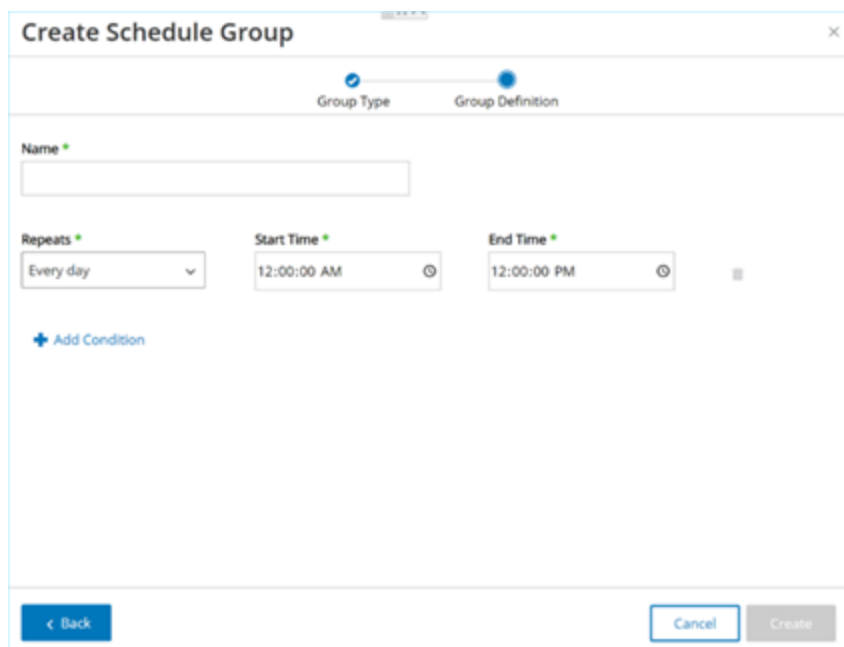 Create Schedule Group
Group Type Group Definition
Name *
Repeats * Start Time * End Time *
Every day 12:00:00 AM 12:00:00 PM
Add Condition
Back Cancel Create